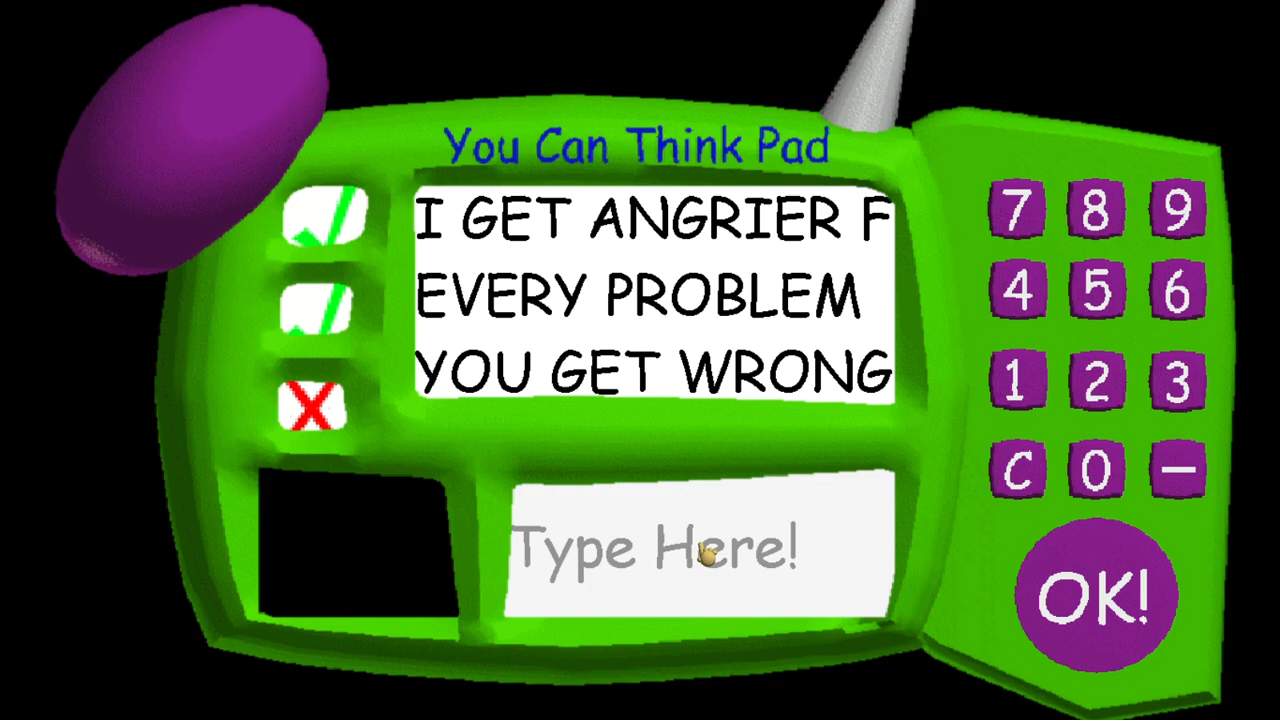 You Can Think Pad
I GET ANGRIER F
EVERY PROBLEM
YOU GET WRONG
Type Here!
7 8 9
4 5 6
1 2 3
C 0 –
OK!